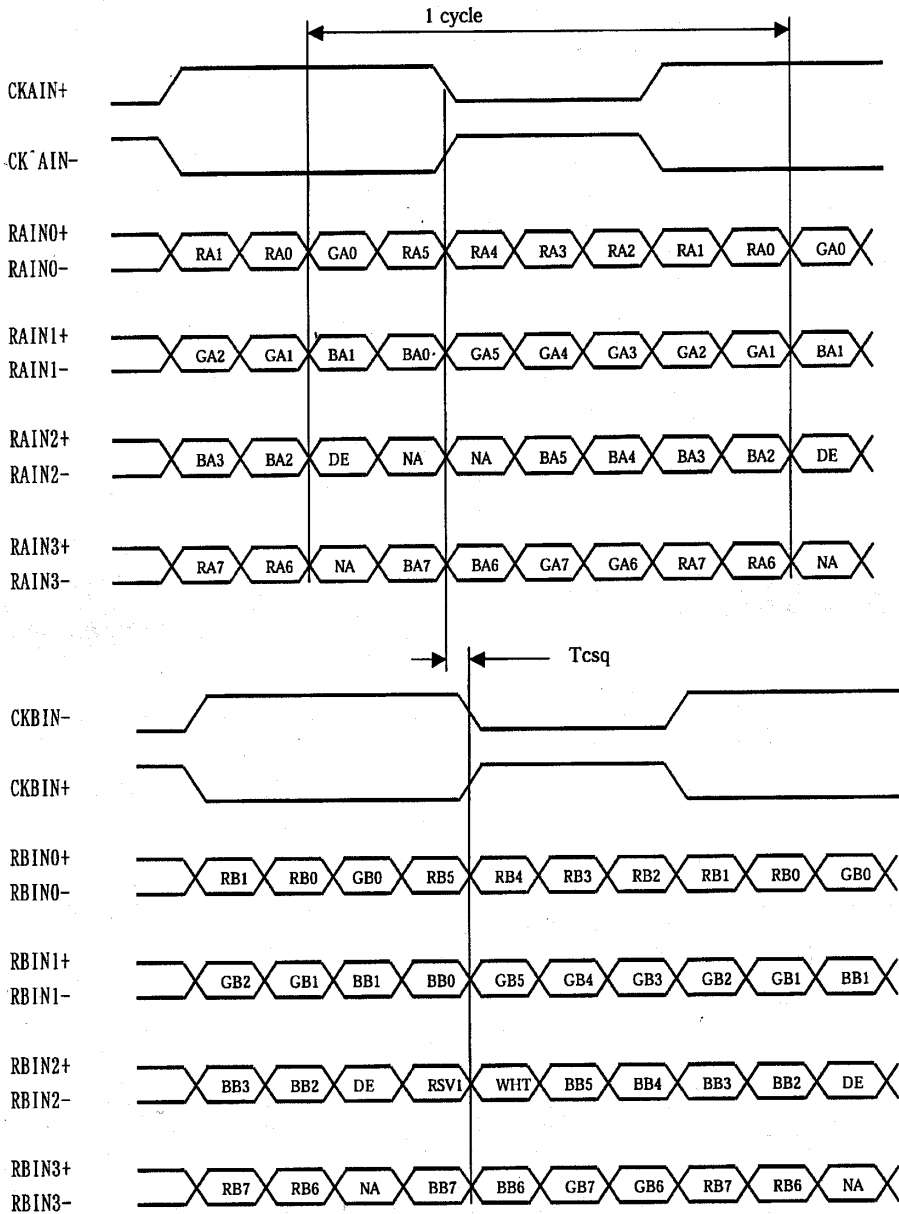 1 cycle
CKAIN+
CK^AIN-
RAIN0+
RA1 RA0 GA0 RA5 RA4 RA3 RA2 RA1 RA0 GA0
RAIN0-
RAIN1+
GA2 GA1 BA1 BA0 GA5 GA4 GA3 GA2 GA1 BA1
RAIN1-
RAIN2+
BA3 BA2 DE NA NA BA5 BA4 BA3 BA2 DE
RAIN2-
RAIN3+
RA7 RA6 NA BA7 BA6 GA7 GA6 RA7 RA6 NA
RAIN3-
Tcsq
CKBIN-
CKBIN+
RBIN0+
RB1 RB0 GB0 RB5 RB4 RB3 RB2 RB1 RB0 GB0
RBIN0-
RBIN1+
GB2 GB1 BB1 BB0 GB5 GB4 GB3 GB2 GB1 BB1
RBIN1-
RBIN2+
BB3 BB2 DE RSV1 WHT BB5 BB4 BB3 BB2 DE
RBIN2-
RBIN3+
RB7 RB6 NA BB7 BB6 GB7 GB6 RB7 RB6 NA
RBIN3-